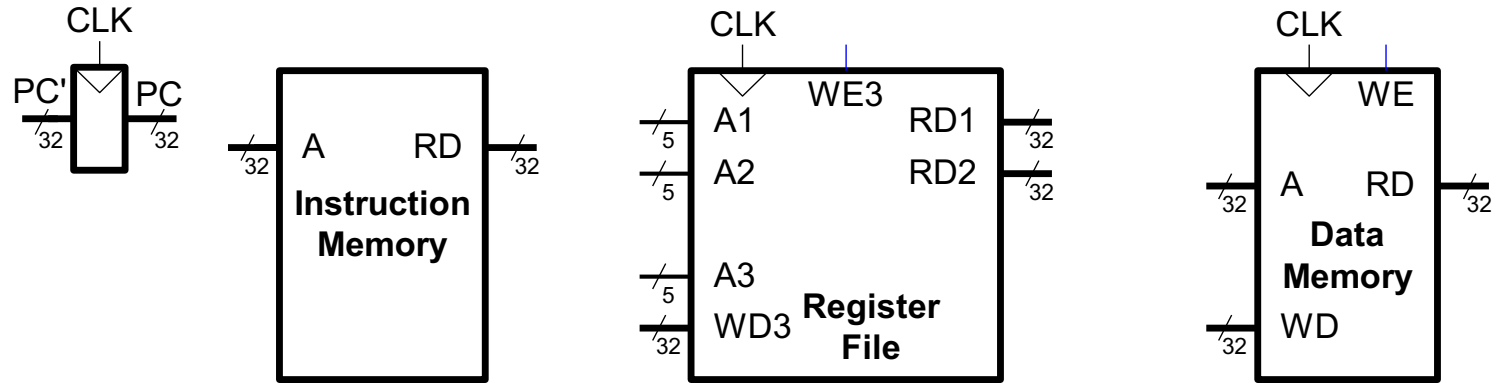 CLK
PC'
PC
32
32
A
RD
32
32
Instruction
Memory
CLK
WE3
A1
RD1
5
32
A2
RD2
5
32
A3
5
WD3
32
Register
File
CLK
WE
A
RD
32
32
Data
Memory
WD
32